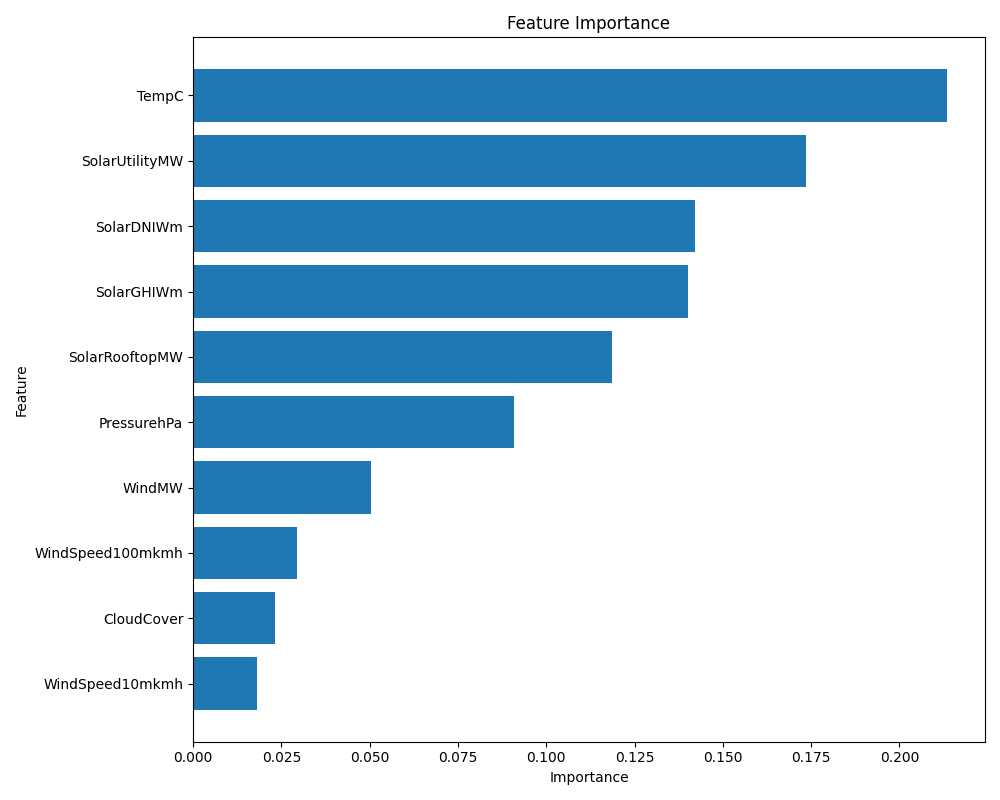 Feature Importance
TempC
SolarUtilityMW
SolarDNIWm
SolarGHIWm
SolarRooftopMW
PressurehPa
WindMW
WindSpeed100mkmh
CloudCover
WindSpeed10mkmh
Feature
0.000 0.025 0.050 0.075 0.100 0.125 0.150 0.175 0.200
Importance